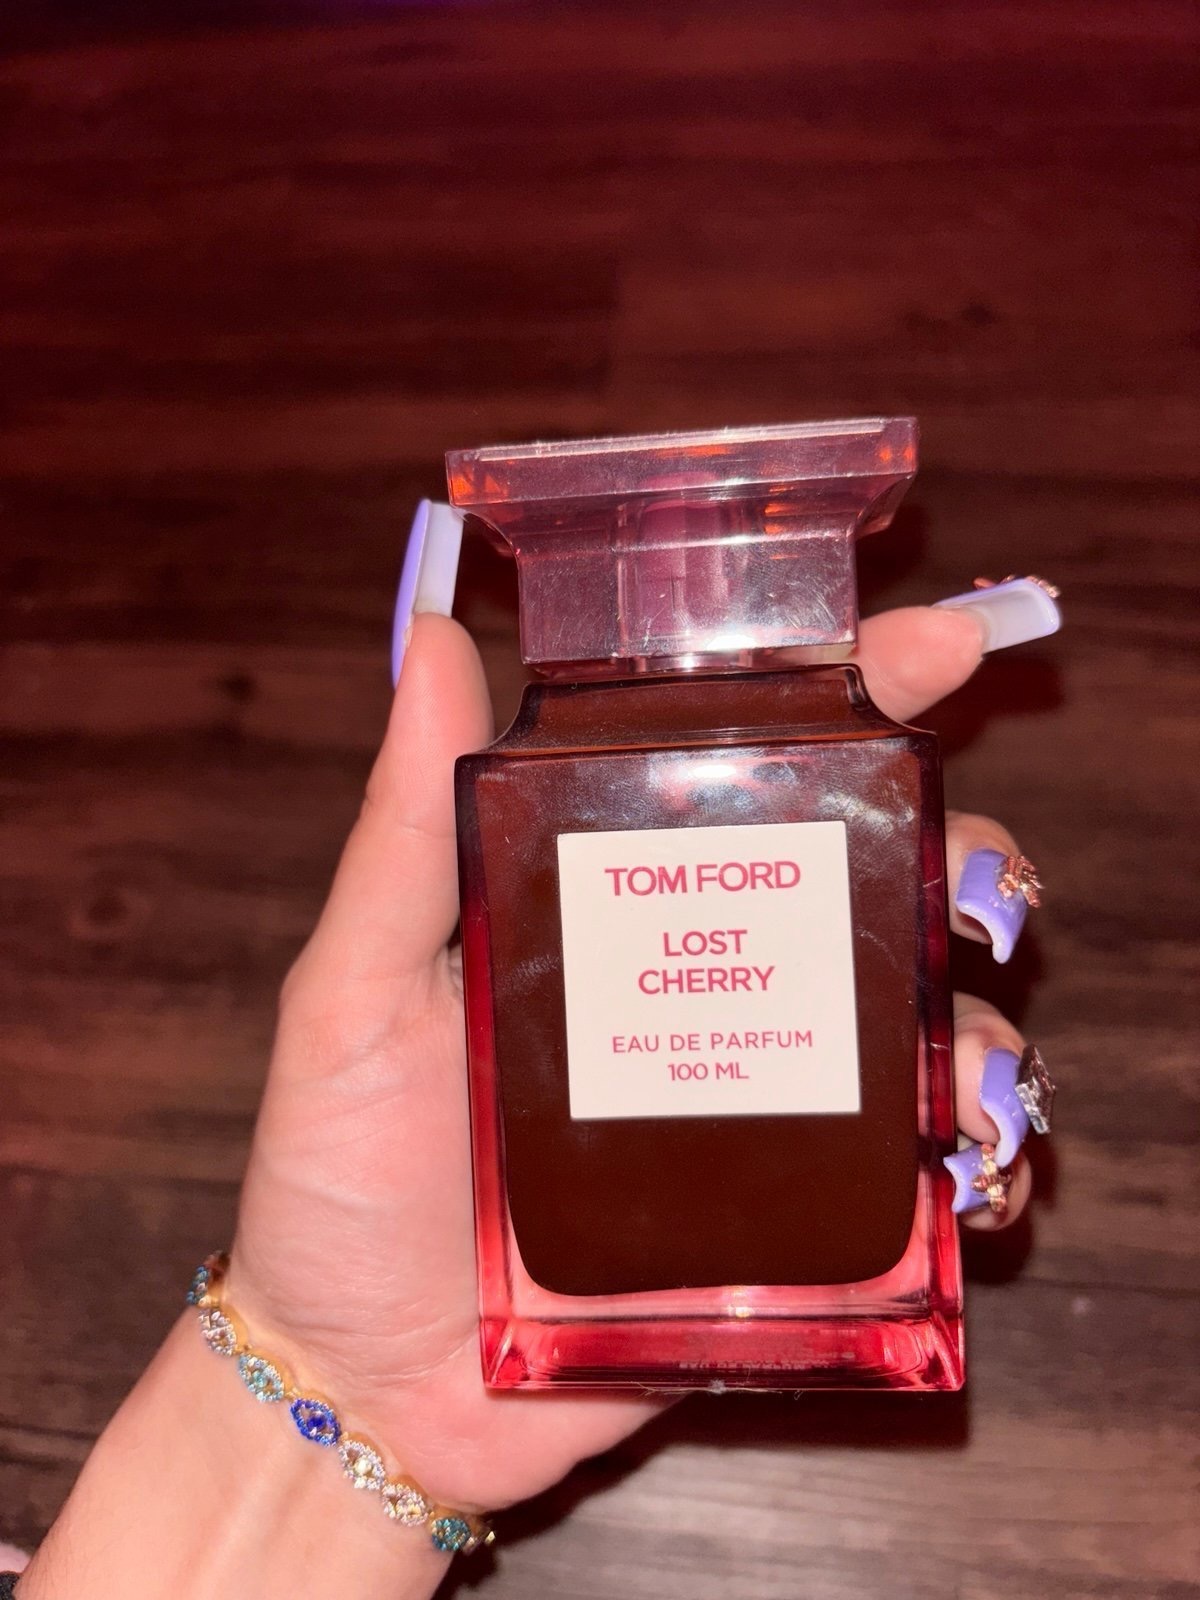 TOM FORD
LOST
CHERRY
EAU DE PARFUM
100 ML